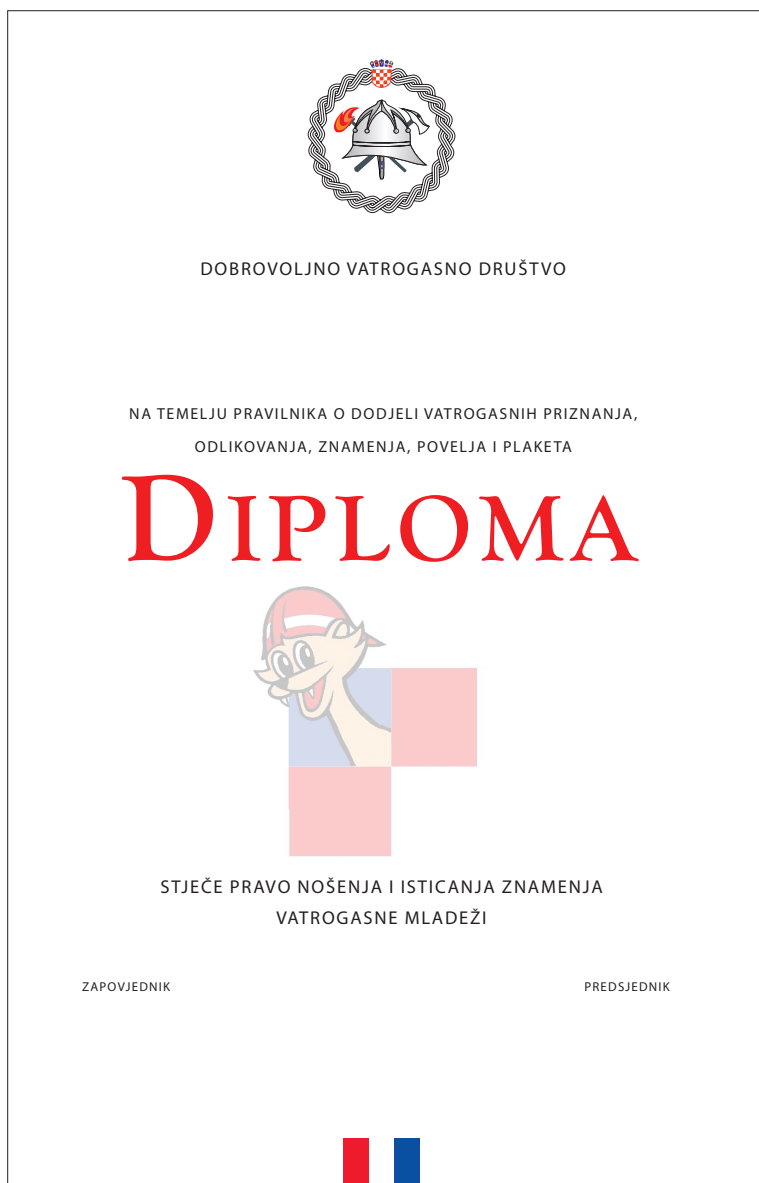 DOBROVOLJNO VATROGASNO DRUŠTVO
NA TEMELJU PRAVILNIKA O DODJELI VATROGASNIH PRIZNANJA,
ODLIKOVANJA, ZNAMENJA, POVELJA I PLAKETA
DIPLOMA
STJEČE PRAVO NOŠENJA I ISTICANJA ZNAMENJA
VATROGASNE MLADEŽI
ZAPOVJEDNIK
PREDSJEDNIK